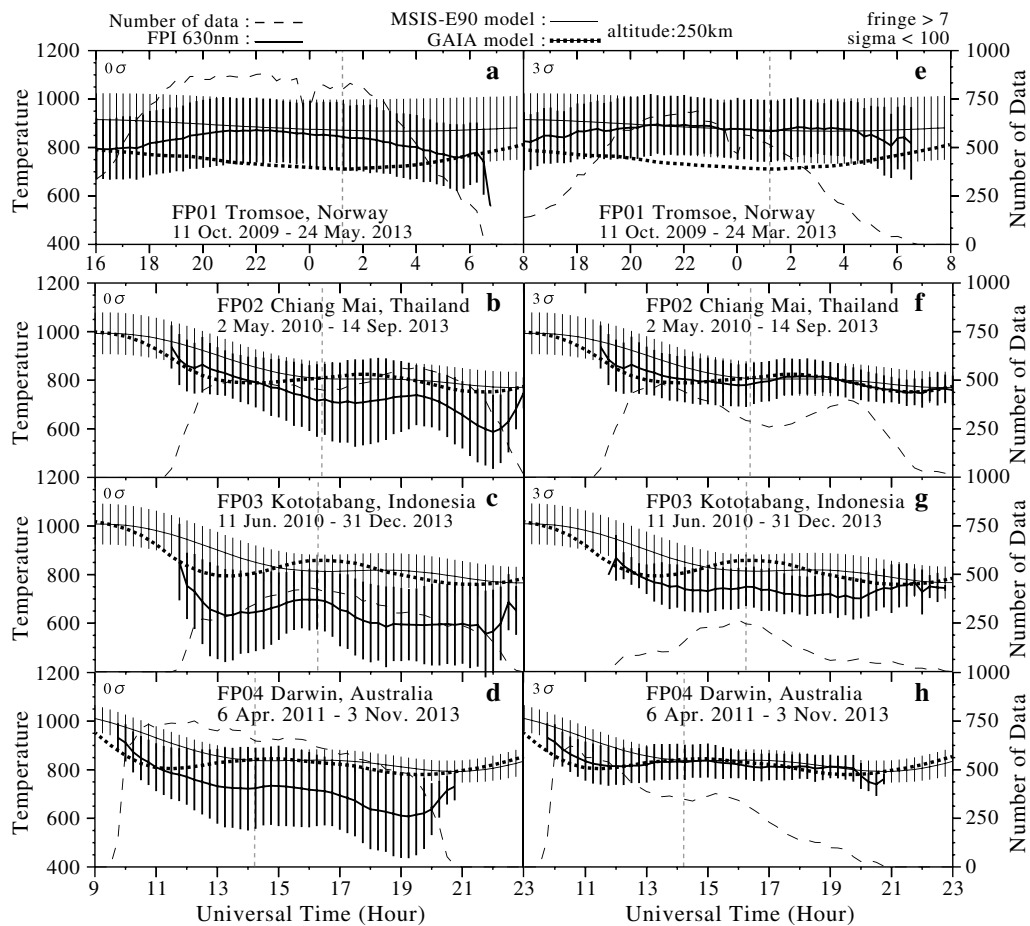 Number of data :
FPI 630nm :
MSIS-E90 model :
GAIA model :
altitude:250km
fringe > 7
sigma < 100
1200
1000
800
600
400
Temperature
0σ
a
FP01 Tromsoe, Norway
11 Oct. 2009 - 24 May. 2013
16 18 20 22 0 2 4 6 8
3σ
e
FP01 Tromsoe, Norway
11 Oct. 2009 - 24 Mar. 2013
18 20 22 0 2 4 6 8
1000
750
500
250
0
Number of Data
1200
1000
800
600
Temperature
0σ
b
FP02 Chiang Mai, Thailand
2 May. 2010 - 14 Sep. 2013
3σ
f
FP02 Chiang Mai, Thailand
2 May. 2010 - 14 Sep. 2013
1000
750
500
250
Number of Data
1200
1000
800
600
Temperature
0σ
c
FP03 Kototabang, Indonesia
11 Jun. 2010 - 31 Dec. 2013
3σ
g
FP03 Kototabang, Indonesia
11 Jun. 2010 - 31 Dec. 2013
1000
750
500
250
Number of Data
1200
1000
800
600
400
Temperature
0σ
d
FP04 Darwin, Australia
6 Apr. 2011 - 3 Nov. 2013
9 11 13 15 17 19 21 23
Universal Time (Hour)
3σ
h
FP04 Darwin, Australia
6 Apr. 2011 - 3 Nov. 2013
11 13 15 17 19 21 23
Universal Time (Hour)
1000
750
500
250
0
Number of Data